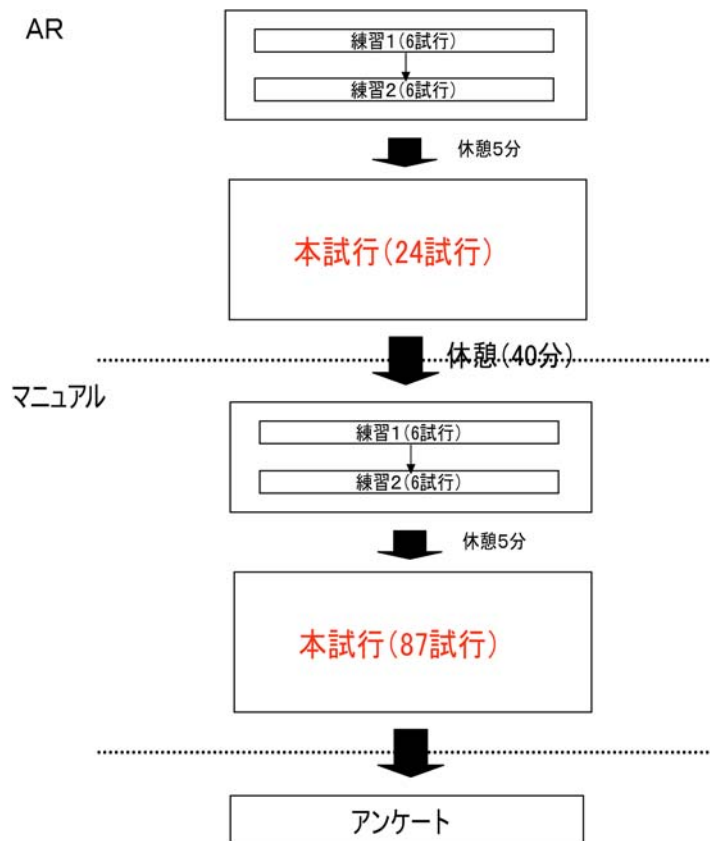 AR
練習1(6試行)
練習2(6試行)
休憩5分
本試行(24試行)
休憩(40分)
マニュアル
練習1(6試行)
練習2(6試行)
休憩5分
本試行(87試行)
アンケート